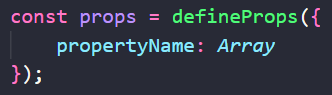 const props = defineProps({
    propertyName: Array
});